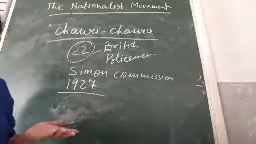 The Nationalist Movement
Chauri-chaura
22 British
Policemen
Simon Commission
1927